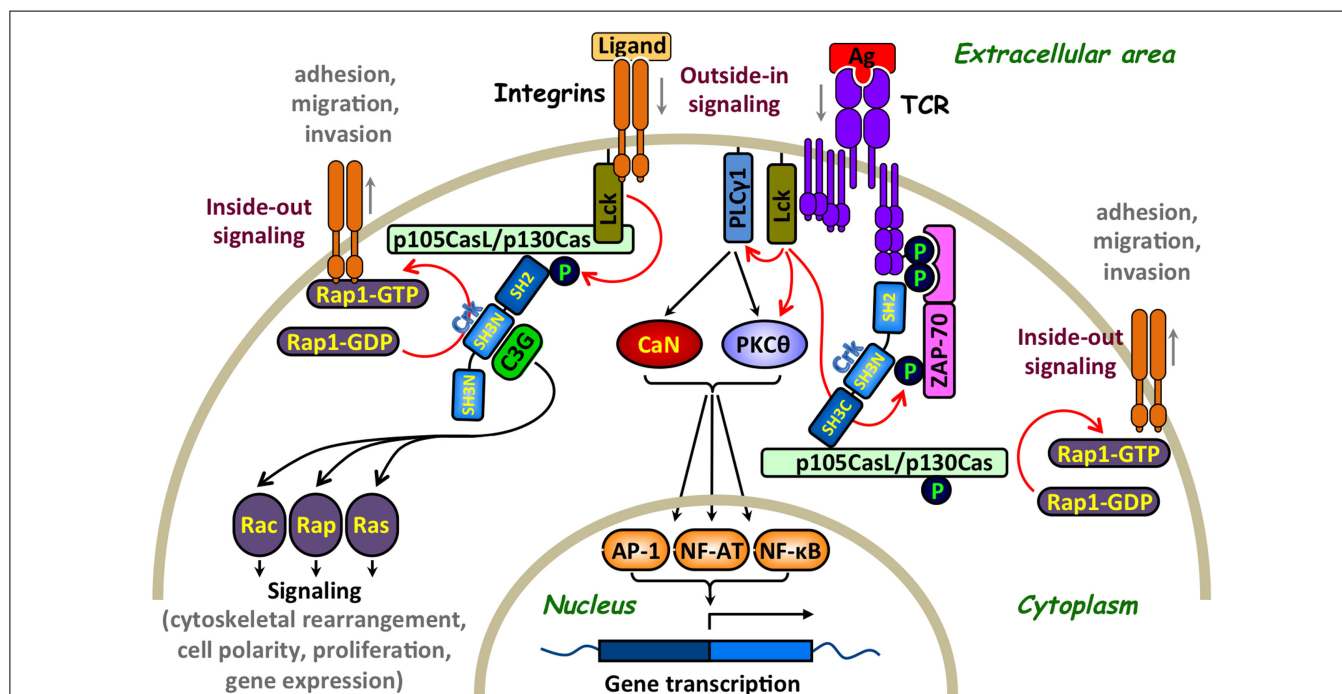 Ligand
Extracellular area
Ag
adhesion,
migration,
invasion
Integrins
Outside-in
signaling
TCR
Inside-out
signaling
Lck
PLCγ1
Lck
p105CasL/p130Cas
P
adhesion,
migration,
invasion
P
P
Rap1-GTP
SH2
SH2
Crk
SH3N
Rap1-GDP
C3G
CaN
PKCθ
Crk
SH3N
P
ZAP-70
Inside-out
signaling
SH3N
SH3C
Rap1-GTP
p105CasL/p130Cas
P
Rap1-GDP
Rac
Rap
Ras
AP-1
NF-AT
NF-κB
Signaling
(cytoskeletal rearrangement,
cell polarity, proliferation,
gene expression)
Nucleus
Cytoplasm
Gene transcription